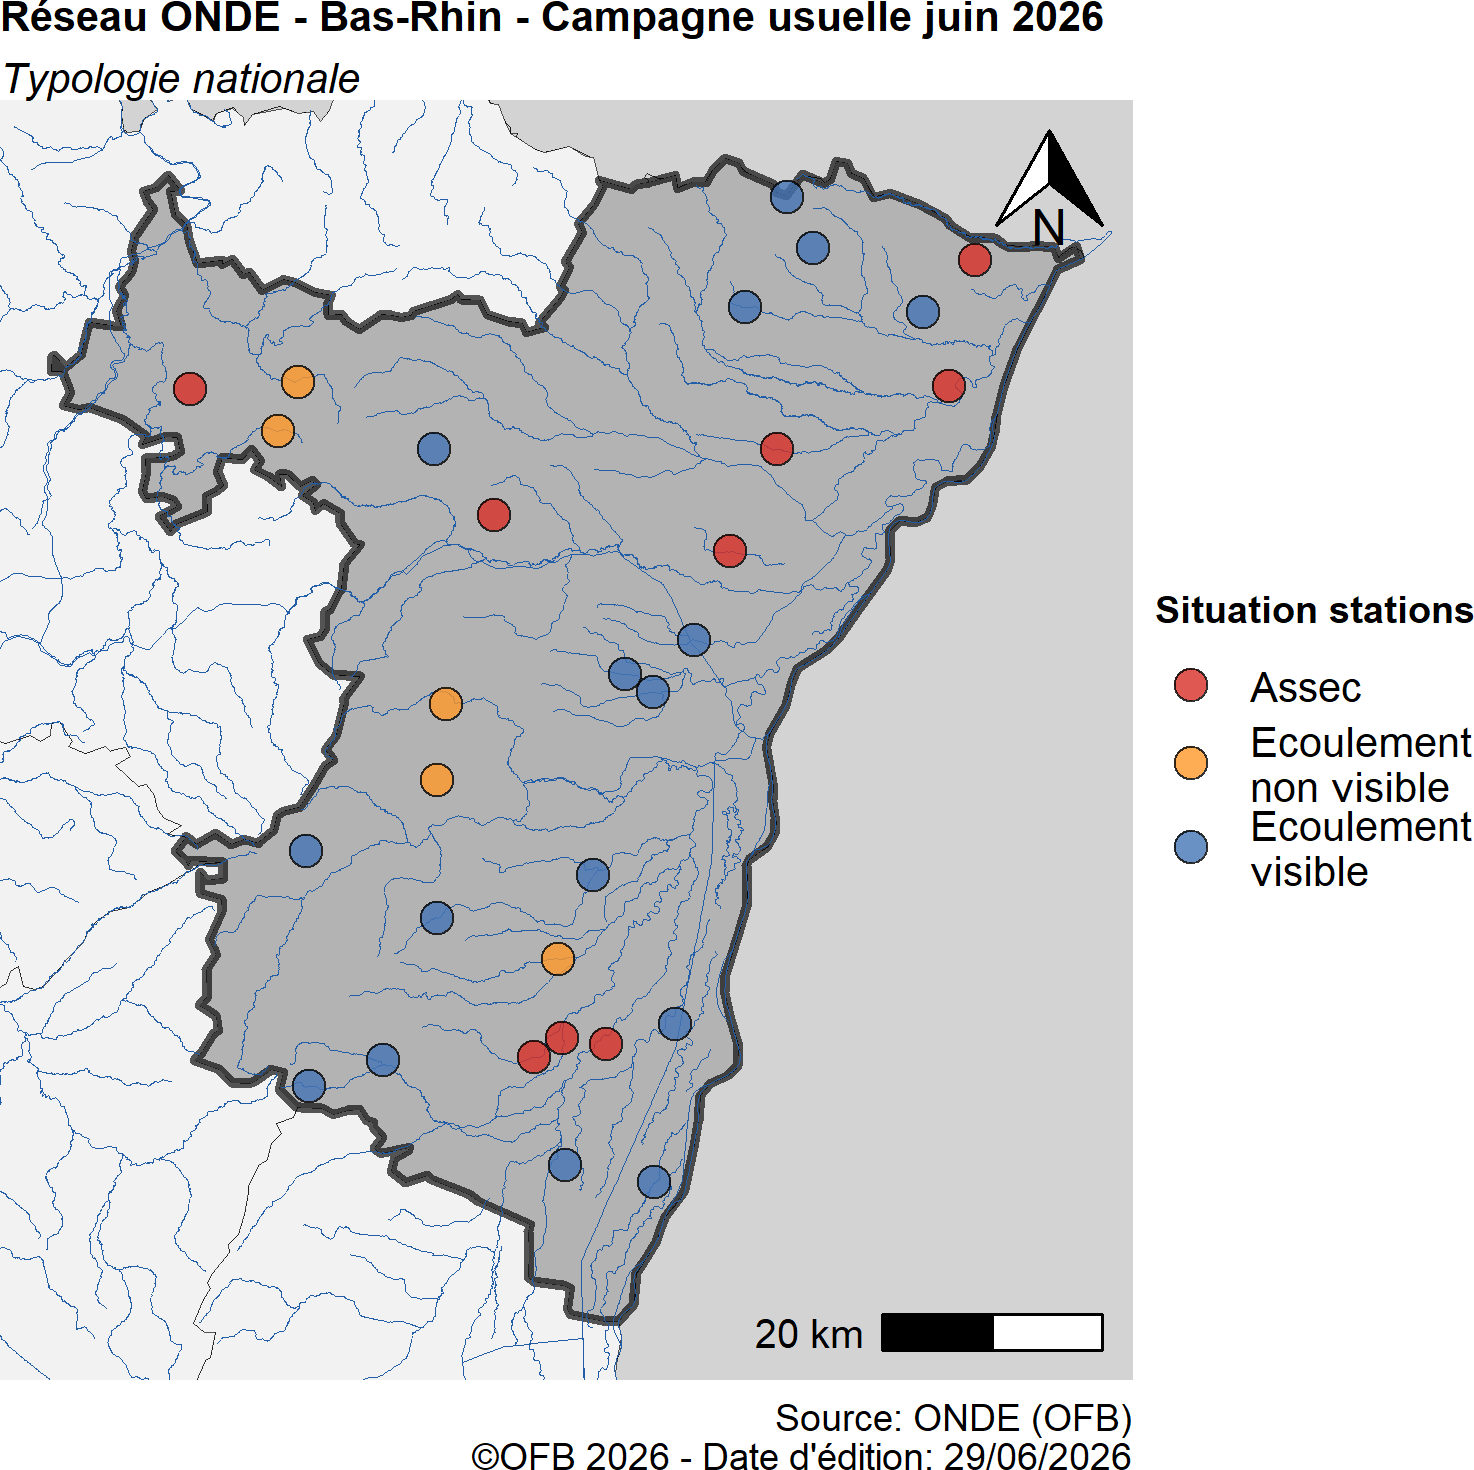 Réseau ONDE - Bas-Rhin - Campagne usuelle juin 2026
Typologie nationale
N
Situation stations
Assec
Ecoulement
non visible
Ecoulement
visible
20 km
Source: ONDE (OFB)
©OFB 2026 - Date d'édition: 29/06/2026